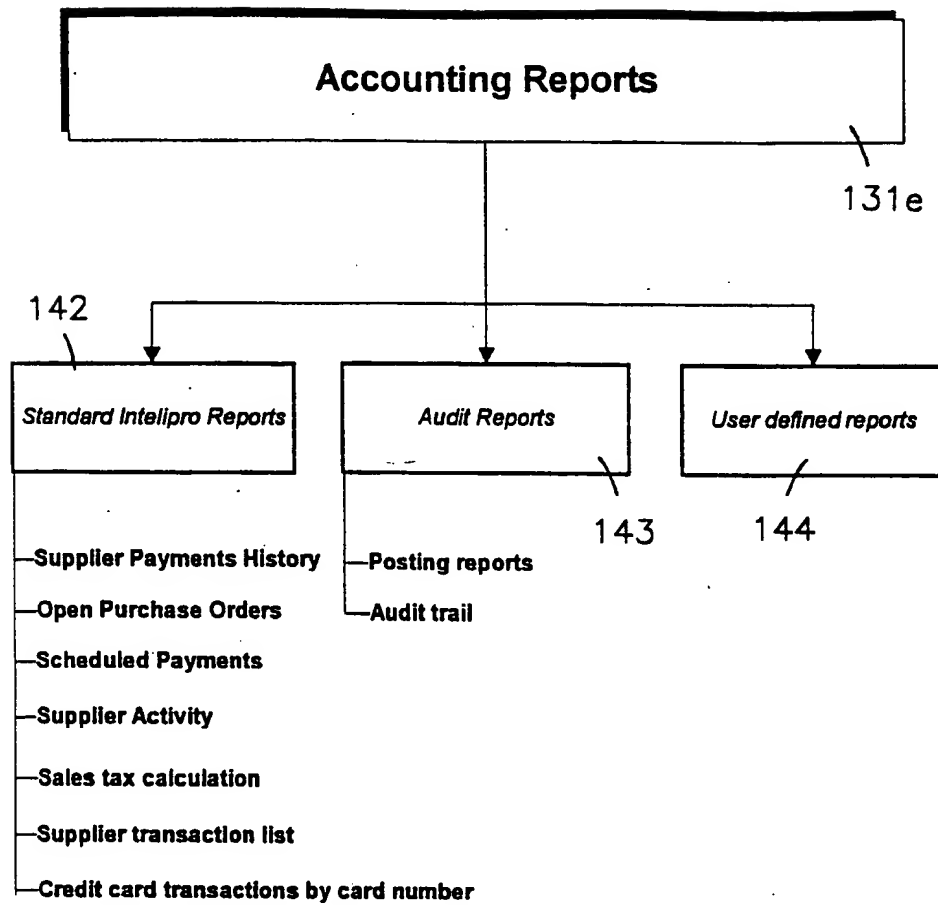 Accounting Reports
131e
142
Standard Intelipro Reports
Audit Reports
User defined reports
143
144
Supplier Payments History
Open Purchase Orders
Scheduled Payments
Supplier Activity
Sales tax calculation
Supplier transaction list
Credit card transactions by card number
Posting reports
Audit trail